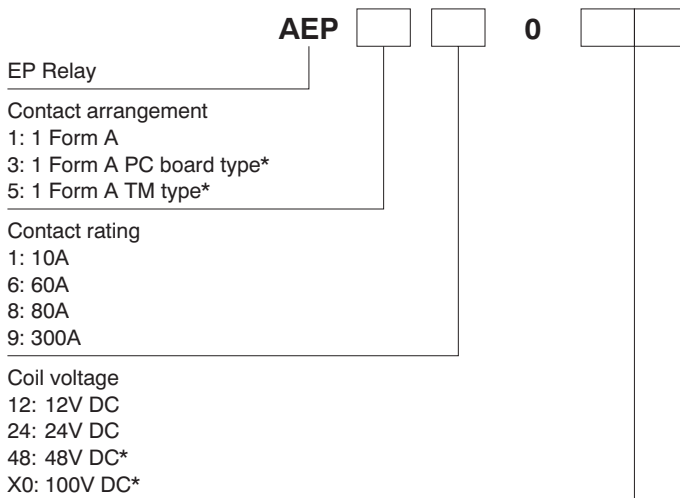 AEP 0
EP Relay
Contact arrangement
1: 1 Form A
3: 1 Form A PC board type*
5: 1 Form A TM type*
Contact rating
1: 10A
6: 60A
8: 80A
9: 300A
Coil voltage
12: 12V DC
24: 24V DC
48: 48V DC*
X0: 100V DC*